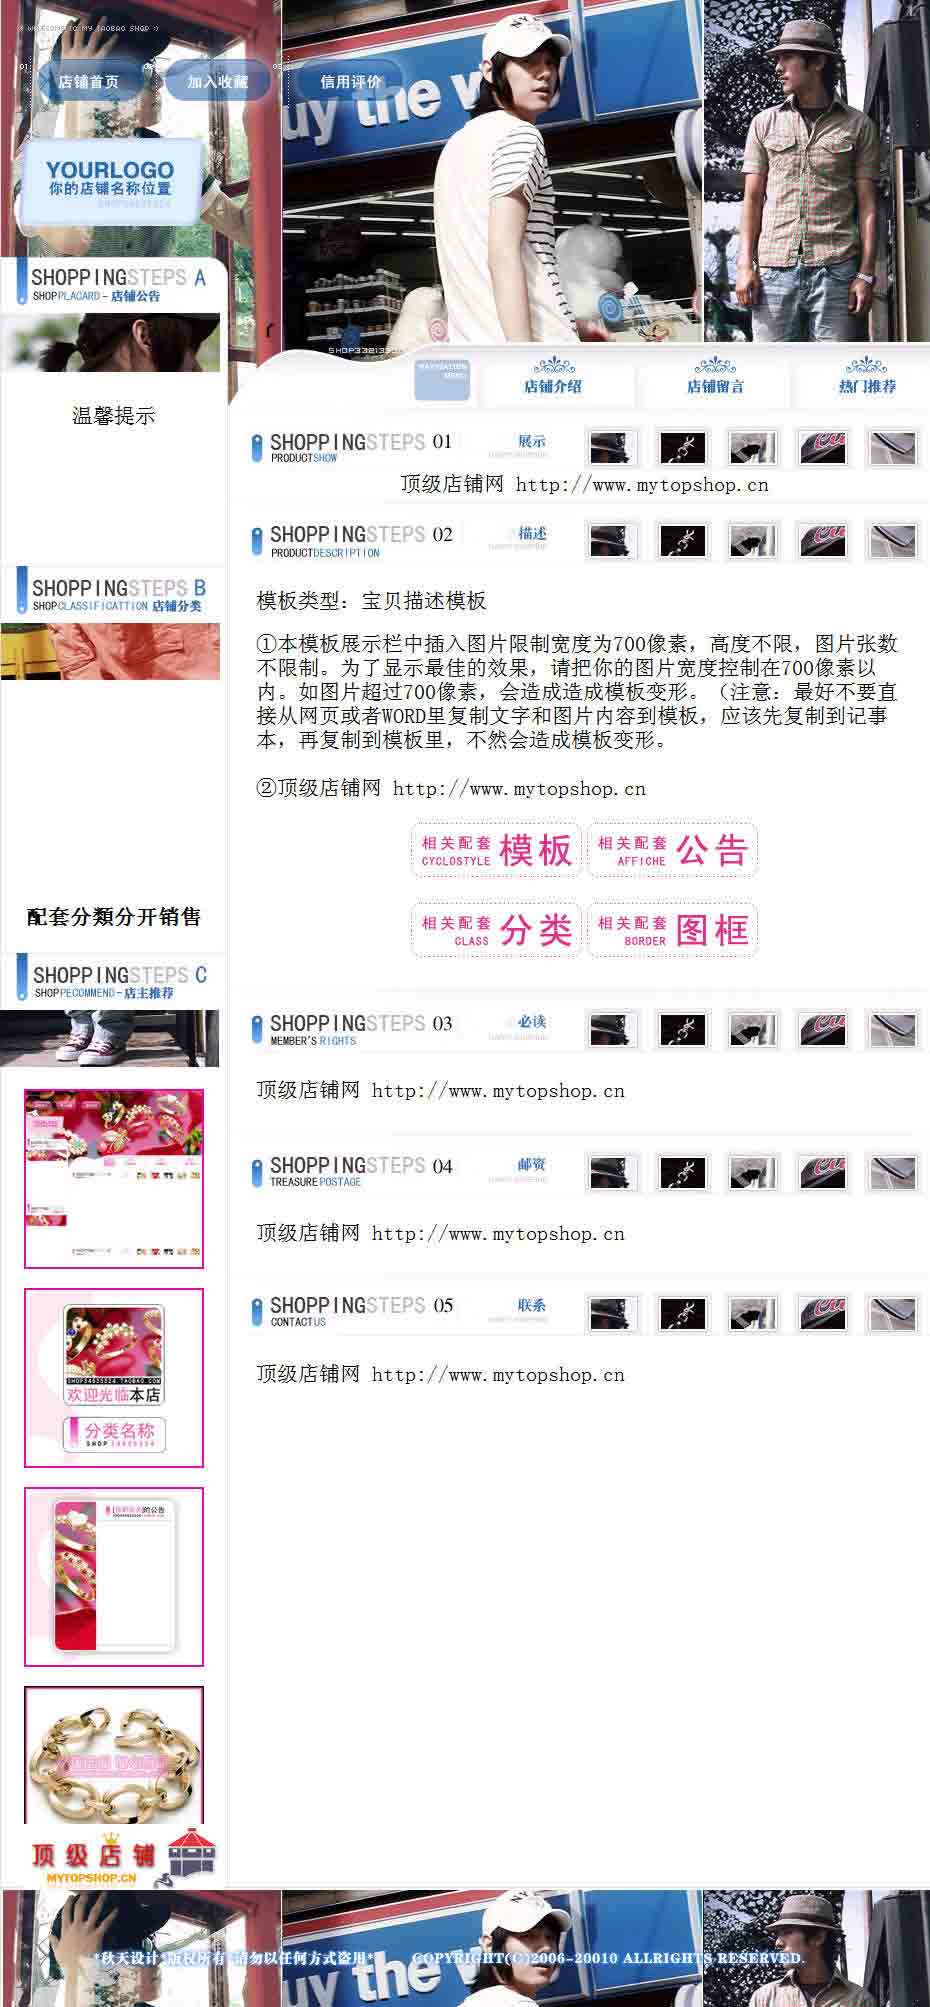 WELCOME TO MY TAOBAO SHOP :)
01
02
03
店铺首页
加入收藏
信用评价
NYC
uy the w
YOURLOGO
你的店铺名称位置
SHOPPINGSTEPS A
SHOPPLACARD - 店铺公告
温馨提示
NAVIGATION
MENU
店铺介绍
店铺留言
热门推荐
SHOPPINGSTEPS 01
PRODUCTSHOW
展示
顶级店铺网 http://www.mytopshop.cn
SHOPPINGSTEPS 02
PRODUCTDESCRIPTION
描述
SHOPPINGSTEPS B
SHOPCLASSIFICATTION 店铺分类
模板类型：宝贝描述模板
①本模板展示栏中插入图片限制宽度为700像素，高度不限，图片张数
不限制。为了显示最佳的效果，请把你的图片宽度控制在700像素以
内。如图片超过700像素，会造成造成模板变形。（注意：最好不要直
接从网页或者WORD里复制文字和图片内容到模板，应该先复制到记事
本，再复制到模板里，不然会造成模板变形。
②顶级店铺网 http://www.mytopshop.cn
相关配套 模板
CYCLOSTYLE
相关配套 公告
AFFICHE
相关配套 分类
CLASS
相关配套 图框
BORDER
配套分類分开销售
SHOPPINGSTEPS C
SHOPPECOMMEND - 店主推荐
SHOPPINGSTEPS 03
MEMBER'S RIGHTS
必读
顶级店铺网 http://www.mytopshop.cn
SHOPPINGSTEPS 04
TREASURE POSTAGE
邮资
顶级店铺网 http://www.mytopshop.cn
SHOPPINGSTEPS 05
CONTACT US
联系
顶级店铺网 http://www.mytopshop.cn
SHOP34635324.TAOBAO.COM
欢迎光临本店
分类名称
SHOP 34635324
的公告
顶级店铺
MYTOPSHOP.CN
*秋天设计*版权所有*请勿以任何方式盗用*
COPYRIGHT(C)2006-20010 ALLRIGHTS RESERVED.